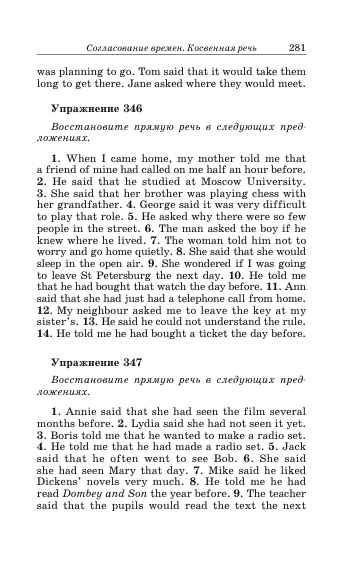 Согласование времен. Косвенная речь 281
was planning to go. Tom said that it would take them
long to get there. Jane asked where they would meet.
Упражнение 346
Восстановите прямую речь в следующих пред-
ложениях.
1. When I came home, my mother told me that
a friend of mine had called on me half an hour before.
2. He said that he studied at Moscow University.
3. She said that her brother was playing chess with
her grandfather. 4. George said it was very difficult
to play that role. 5. He asked why there were so few
people in the street. 6. The man asked the boy if he
knew where he lived. 7. The woman told him not to
worry and go home quietly. 8. She said that she would
sleep in the open air. 9. She wondered if I was going
to leave St Petersburg the next day. 10. He told me
that he had bought that watch the day before. 11. Ann
said that she had just had a telephone call from home.
12. My neighbour asked me to leave the key at my
sister's. 13. He said he could not understand the rule.
14. He told me he had bought a ticket the day before.
Упражнение 347
Восстановите прямую речь в следующих пред-
ложениях.
1. Annie said that she had seen the film several
months before. 2. Lydia said she had not seen it yet.
3. Boris told me that he wanted to make a radio set.
4. He told me that he had made a radio set. 5. Jack
said that he often went to see Bob. 6. She said
she had seen Mary that day. 7. Mike said he liked
Dickens' novels very much. 8. He told me he had
read Dombey and Son the year before. 9. The teacher
said that the pupils would read the text the next